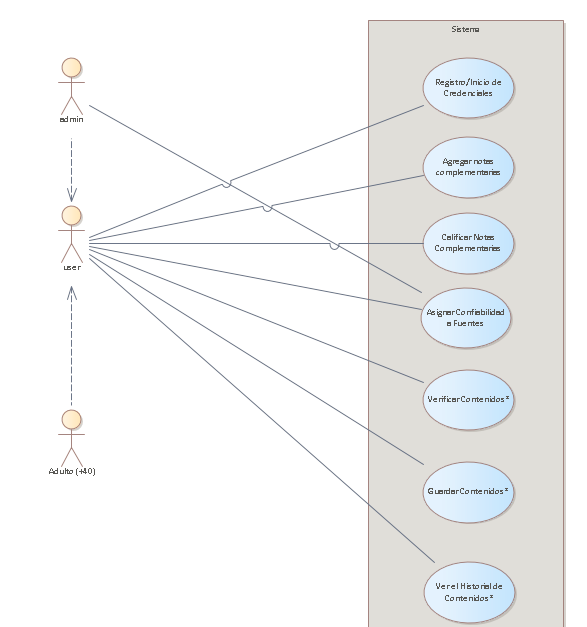 Sistema
Registro/Inicio de
Credenciales
admin
Agregar notas
complementarias
Calificar Notas
Complementarias
user
Asignar Confiabilidad
a Fuentes
Verificar Contenidos*
Adulto (+40)
Guardar Contenidos*
Ver el Historial de
Contenidos*